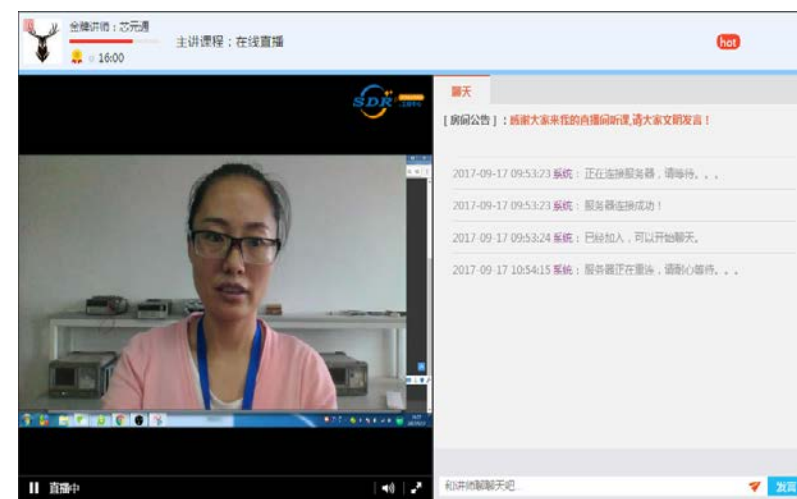 金牌讲师：芯元通
主讲课程：在线直播
hot
16:00
SDR
聊天
[ 房间公告 ]：感谢大家来我的直播间听课,请大家文明发言！
2017-09-17 09:53:23 系统： 正在连接服务器，请等待。。。
2017-09-17 09:53:23 系统： 服务器连接成功！
2017-09-17 09:53:24 系统： 已经加入，可以开始聊天。
2017-09-17 10:54:15 系统： 服务器正在重连，请耐心等待。。。
直播中
和讲师聊聊天吧...
发言